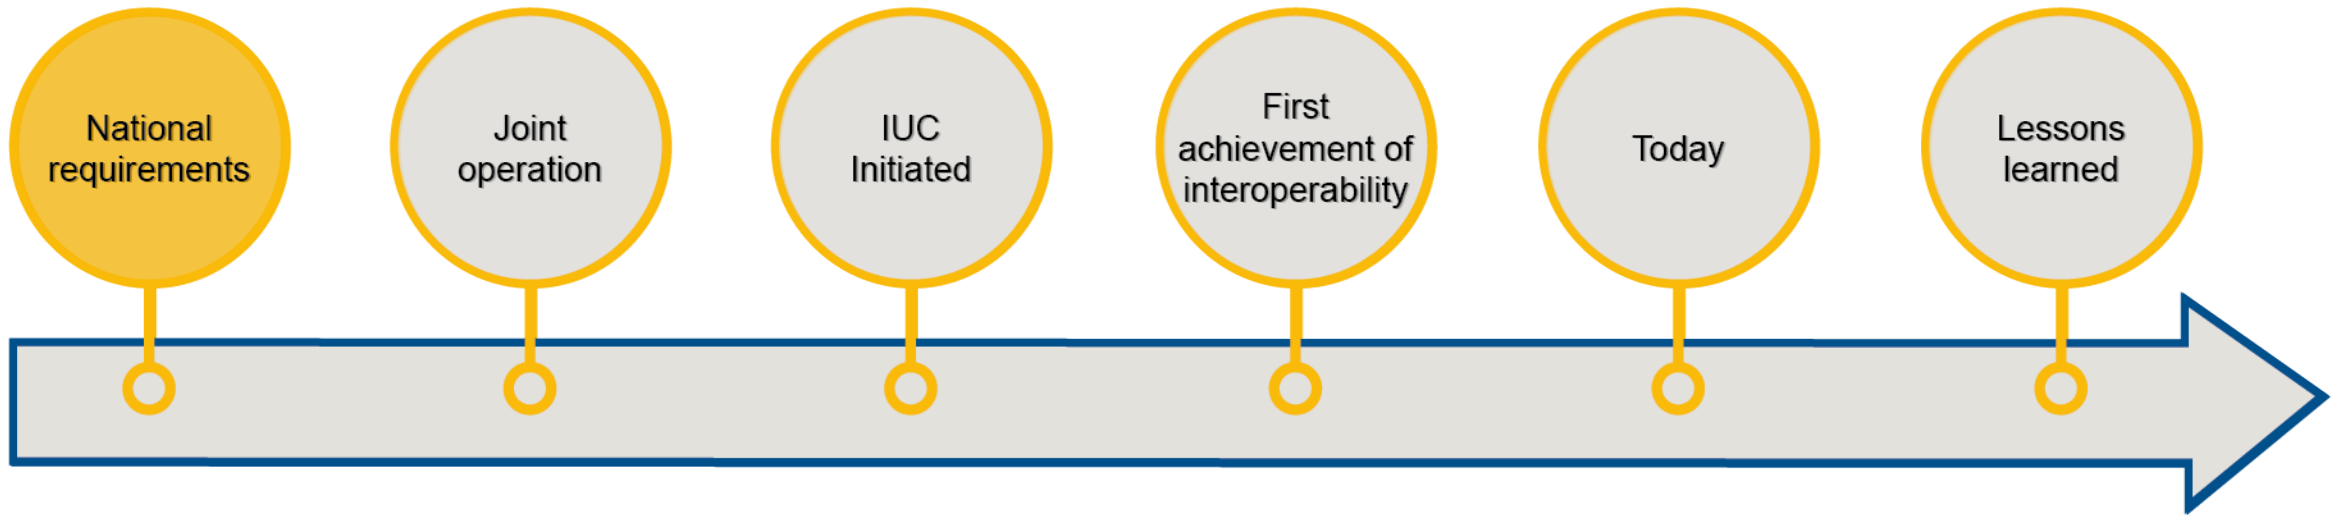 National
requirements
Joint
operation
IUC
Initiated
First
achievement of
interoperability
Today
Lessons
learned